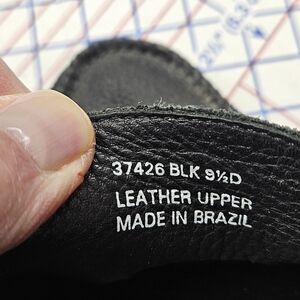 37426 BLK 9½D
LEATHER UPPER
MADE IN BRAZIL